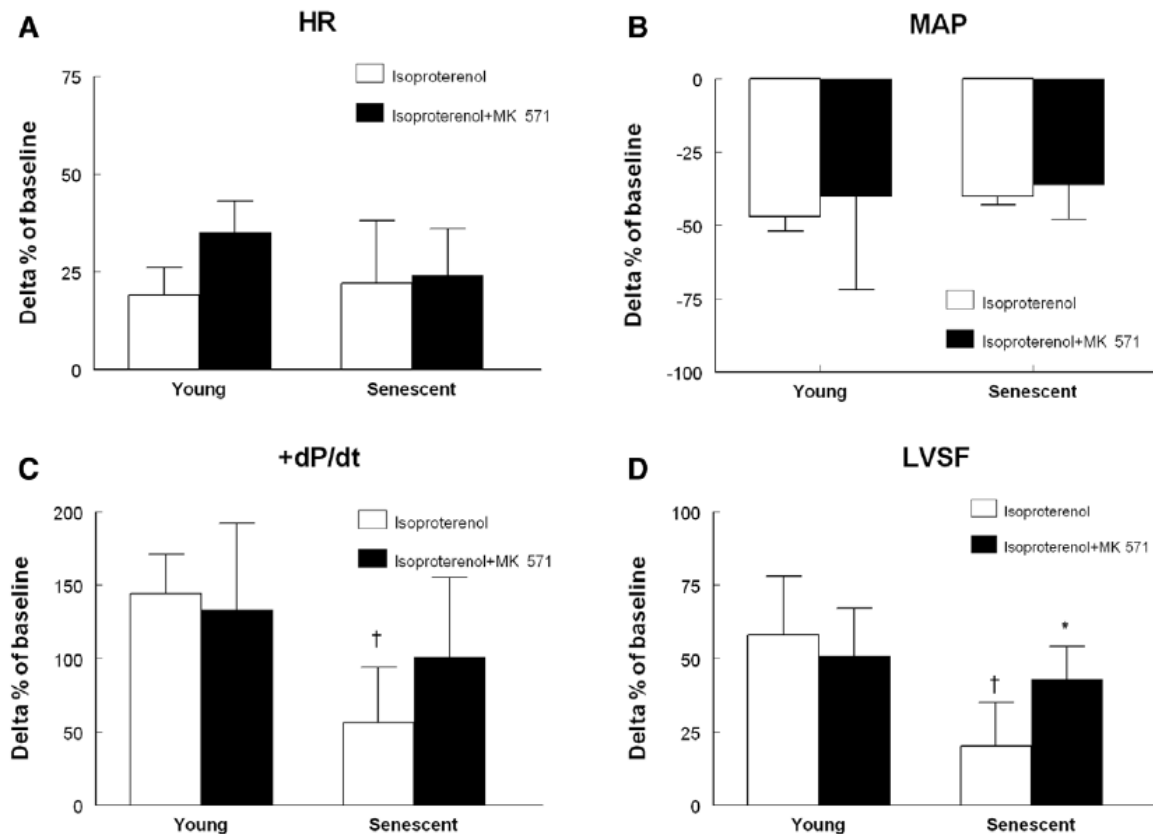 A
HR
Delta % of baseline
75
50
25
0
Isoproterenol
Isoproterenol+MK 571
Young
Senescent
B
MAP
Delta % of baseline
0
-25
-50
-75
-100
Isoproterenol
Isoproterenol+MK 571
Young
Senescent
C
+dP/dt
Delta % of baseline
200
150
100
50
0
Isoproterenol
Isoproterenol+MK 571
†
Young
Senescent
D
LVSF
Delta % of baseline
100
75
50
25
0
Isoproterenol
Isoproterenol+MK 571
†
*
Young
Senescent